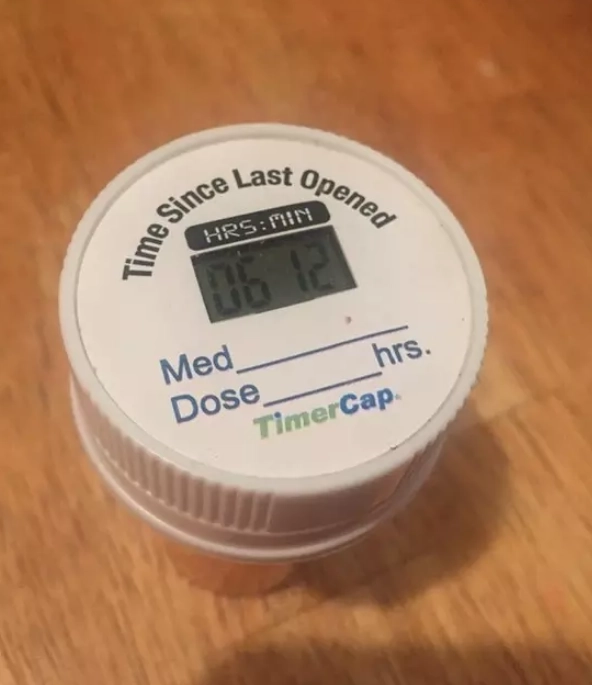 Time Since Last Opened
HRS:MIN
06 12
Med
Dose hrs.
TimerCap